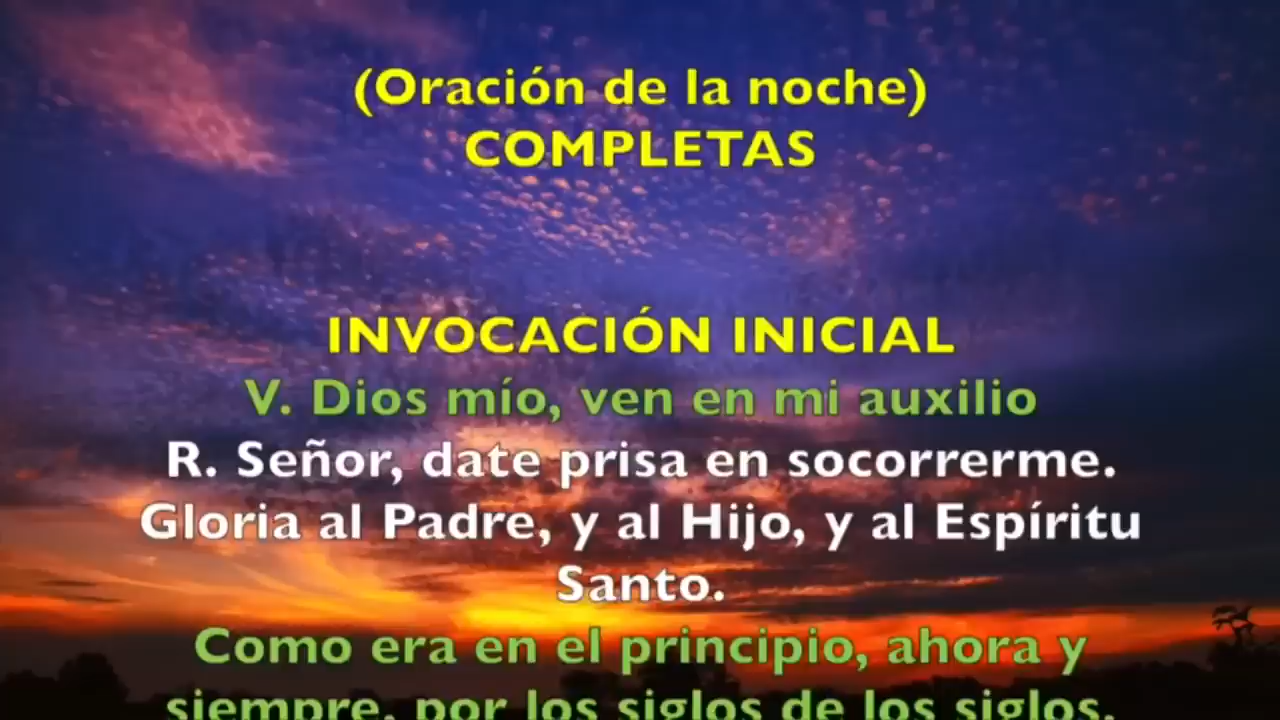 (Oración de la noche)
COMPLETAS
INVOCACIÓN INICIAL
V. Dios mío, ven en mi auxilio
R. Señor, date prisa en socorrerme.
Gloria al Padre, y al Hijo, y al Espíritu
Santo.
Como era en el principio, ahora y
siempre, por los siglos de los siglos.